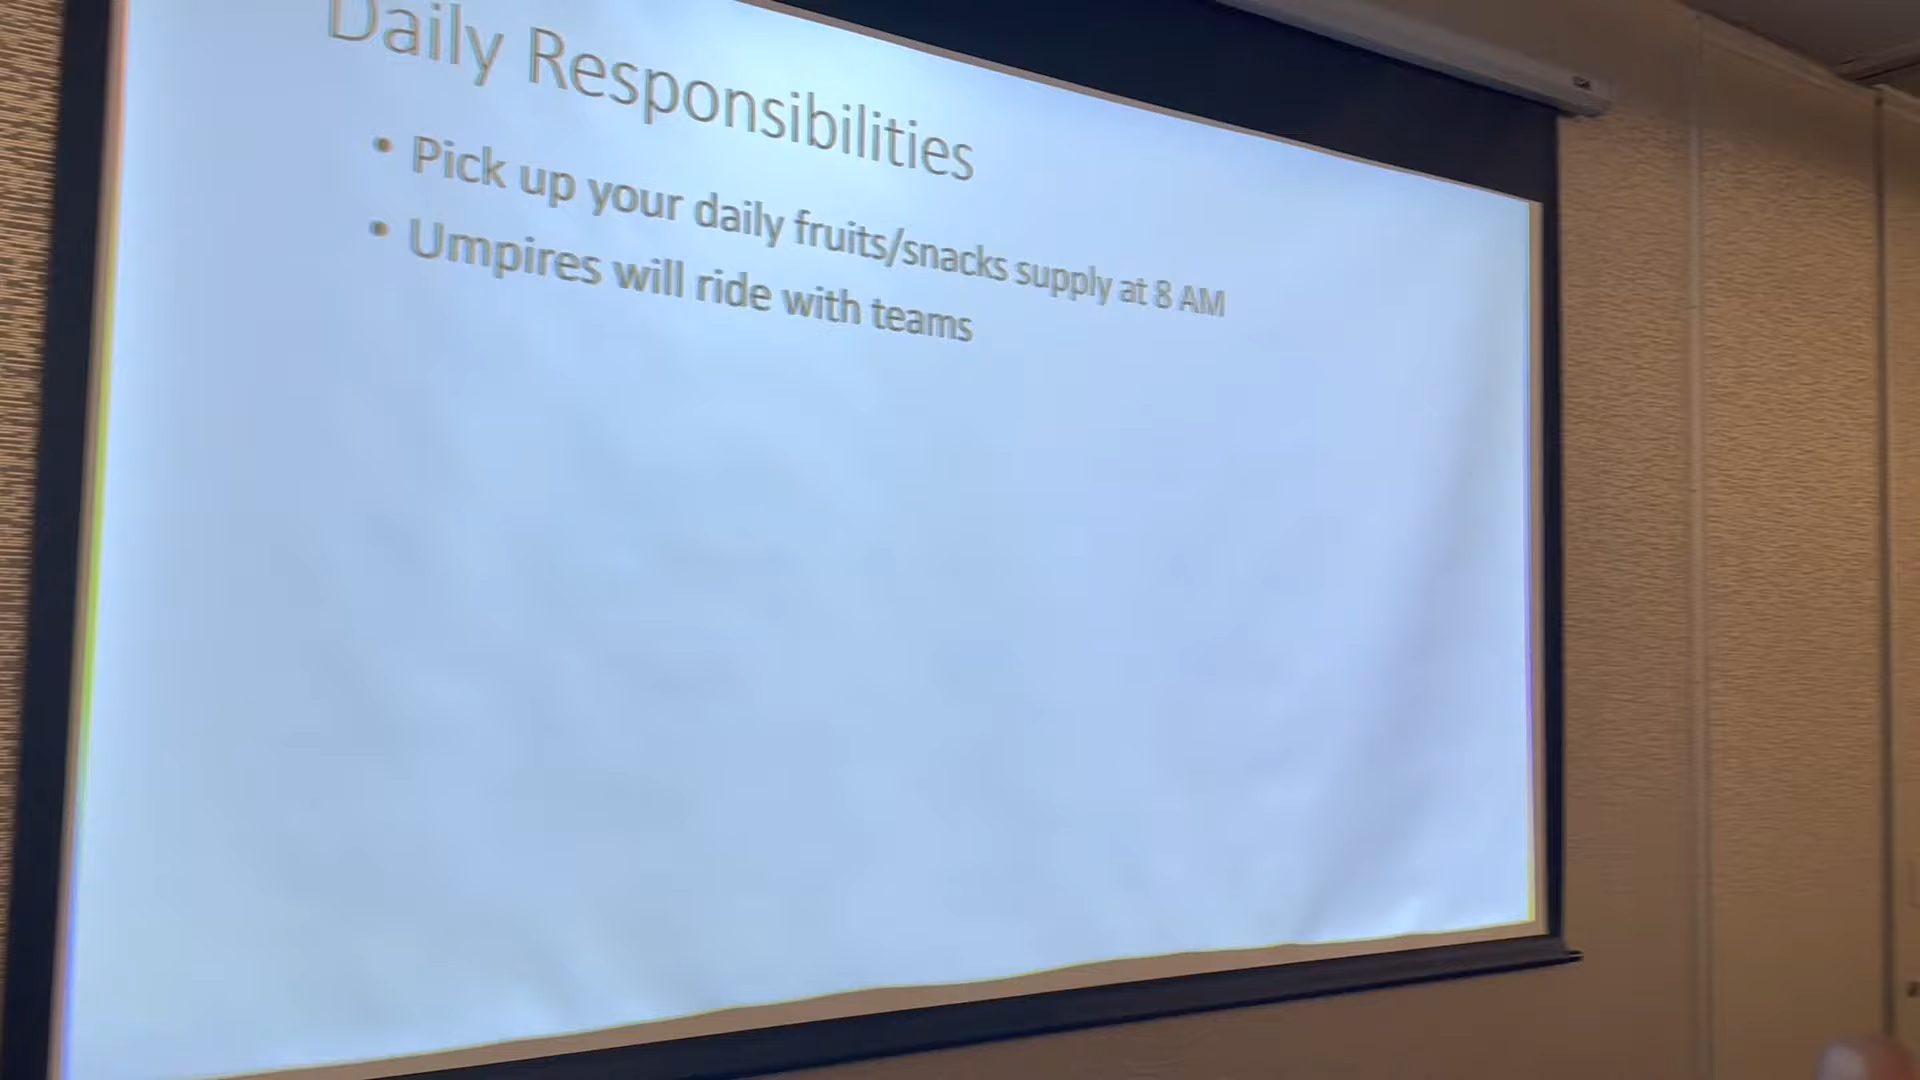 Daily Responsibilities
• Pick up your daily fruits/snacks supply at 8 AM
• Umpires will ride with teams